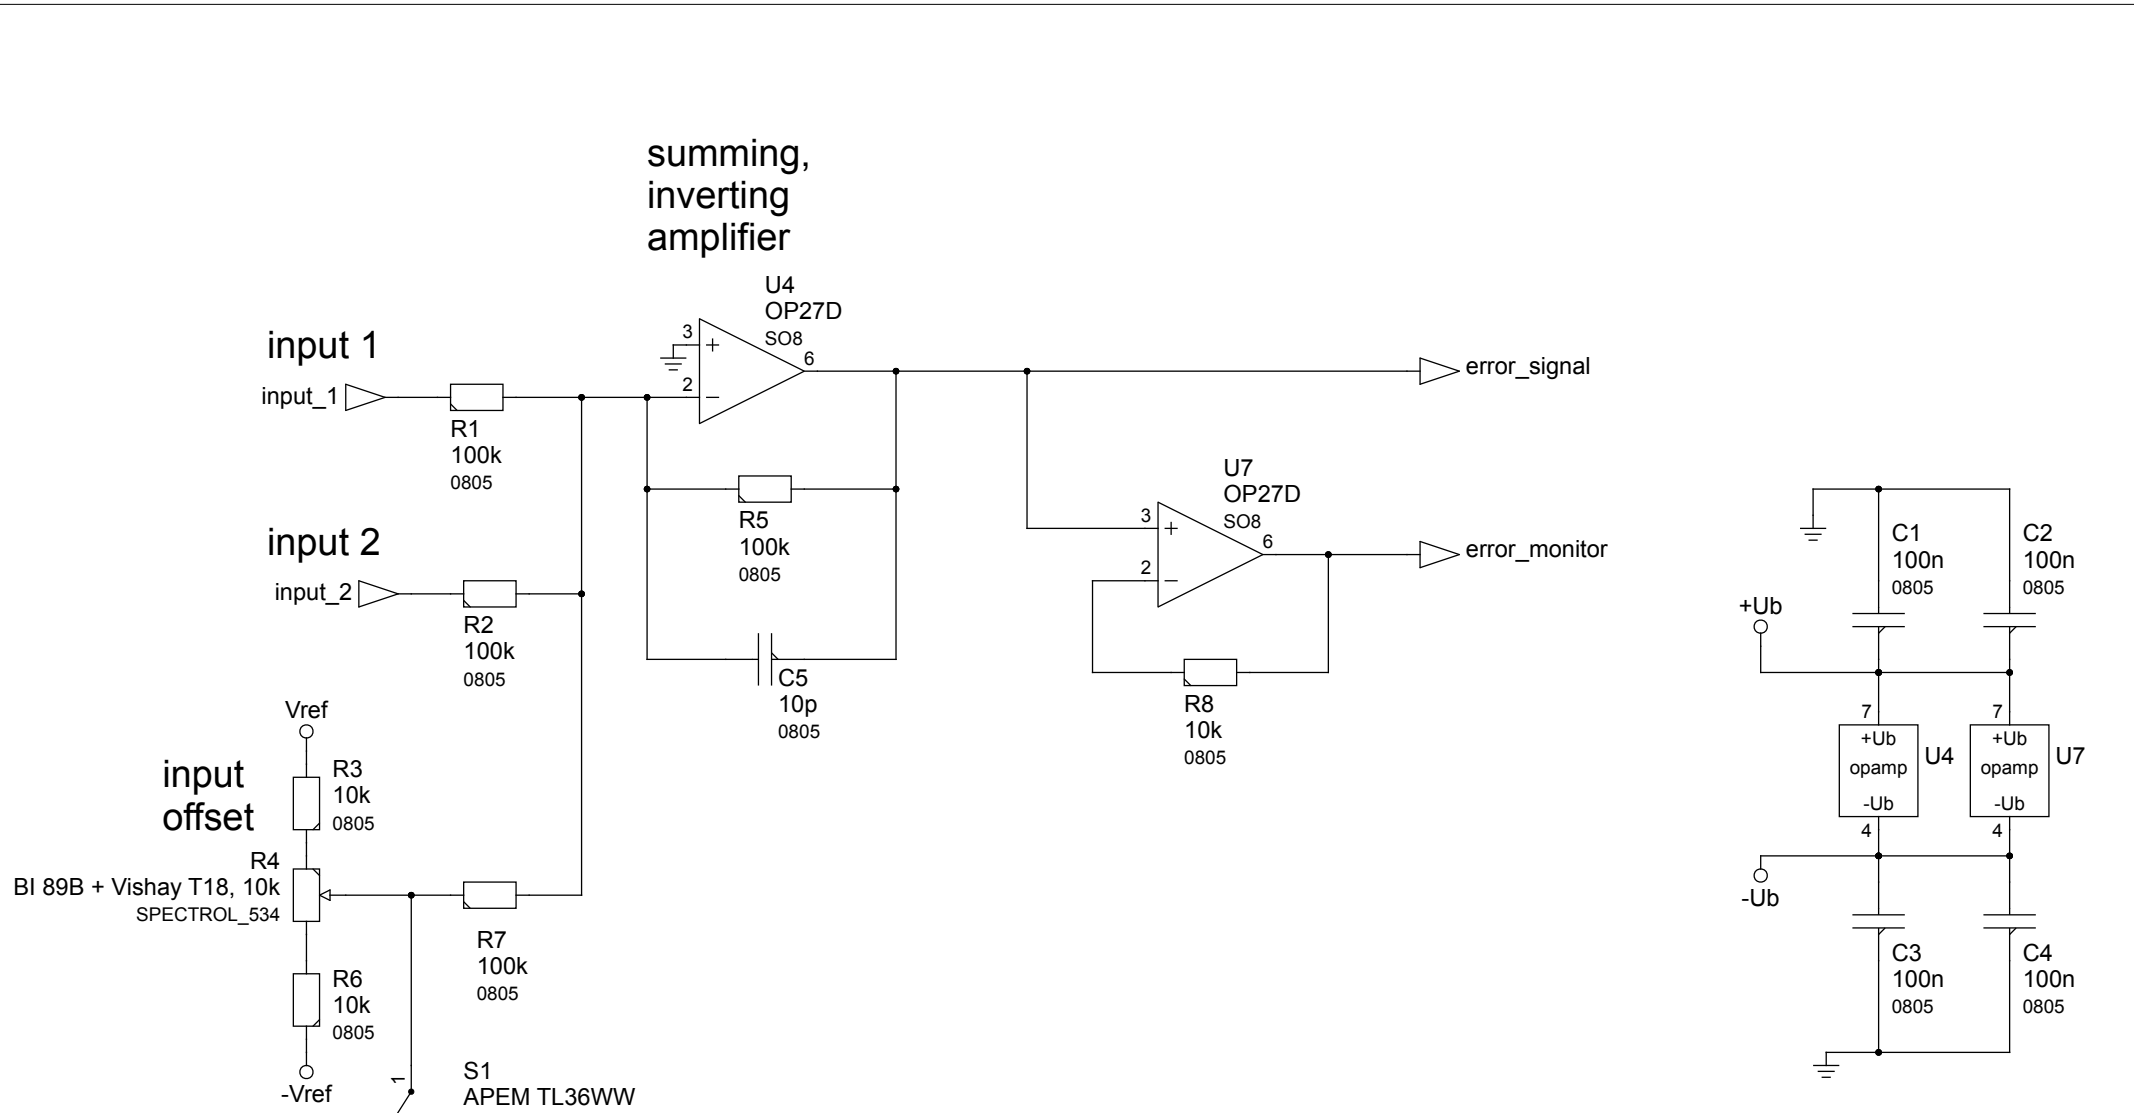 summing,
inverting
amplifier
U4
OP27D
SO8
3
+
2
−
6
input 1
input_1
R1
100k
0805
error_signal
input 2
input_2
R2
100k
0805
R5
100k
0805
C5
10p
0805
U7
OP27D
SO8
3
+
2
−
6
error_monitor
R8
10k
0805
Vref
input
offset
R3
10k
0805
R4
BI 89B + Vishay T18, 10k
SPECTROL_534
R6
10k
0805
-Vref
R7
100k
0805
1
S1
APEM TL36WW
C1
100n
0805
C2
100n
0805
+Ub
7
+Ub
opamp
-Ub
4
U4
7
+Ub
opamp
-Ub
4
U7
-Ub
C3
100n
0805
C4
100n
0805